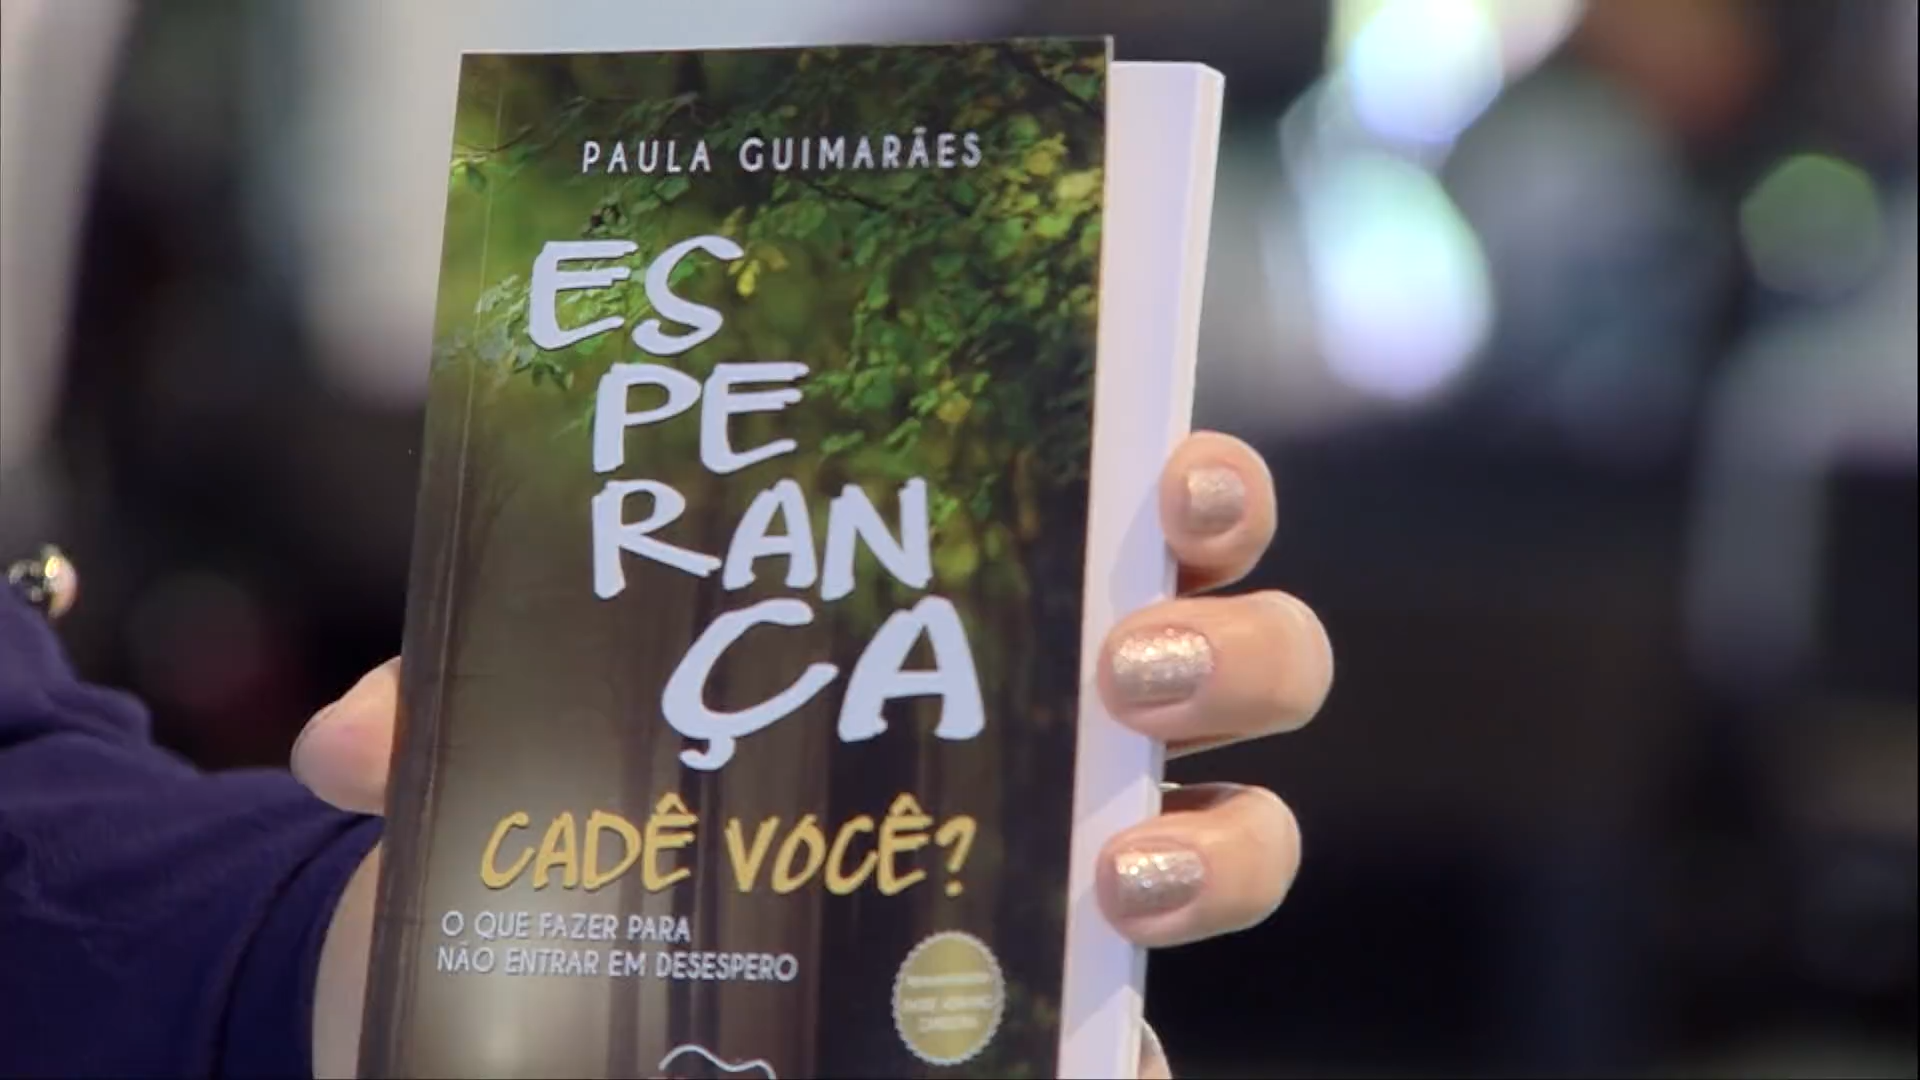 PAULA GUIMARÃES
ES
PE
RAN
ÇA
CADÊ VOCÊ?
O QUE FAZER PARA
NÃO ENTRAR EM DESESPERO